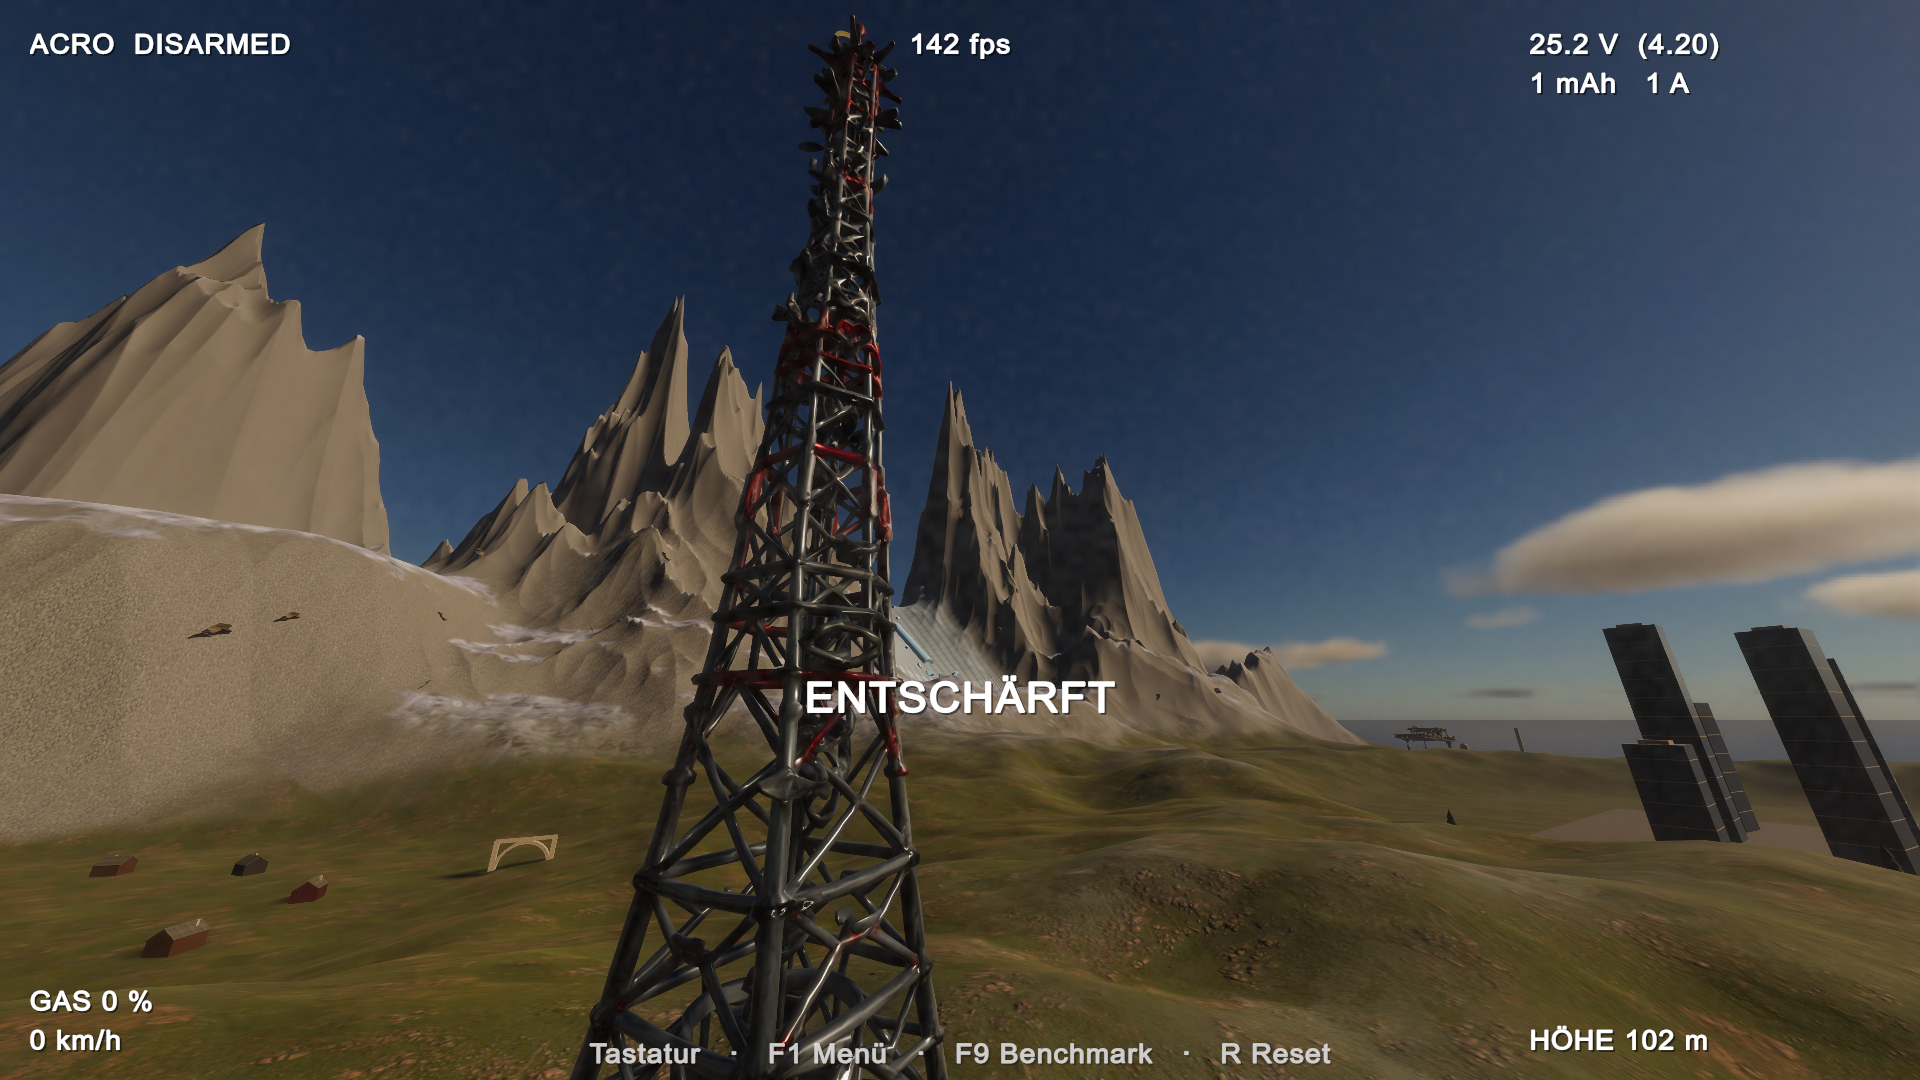 ACRO DISARMED
142 fps
25.2 V (4.20)
1 mAh 1 A
ENTSCHÄRFT
GAS 0 %
0 km/h
HÖHE 102 m
Tastatur · F1 Menü · F9 Benchmark · R Reset